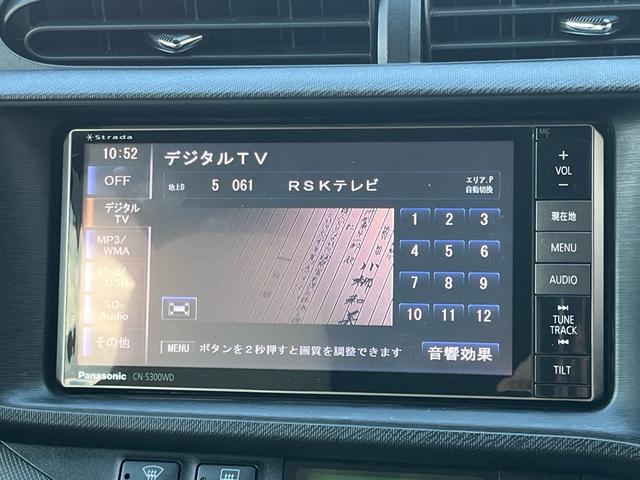 Strada
MIC
10:52
デジタルTV
OFF
地上D 5 061 RSKテレビ
エリア.P
自動切換
デジタル
TV
MP3/
WMA
iPod/
USB
SD-
Audio
その他
1 2 3
4 5 6
7 8 9
10 11 12
MENU ボタンを2秒押すと画質を調整できます
音響効果
+
VOL
−
現在地
MENU
AUDIO
TUNE
TRACK
TILT
Panasonic CN-S300WD